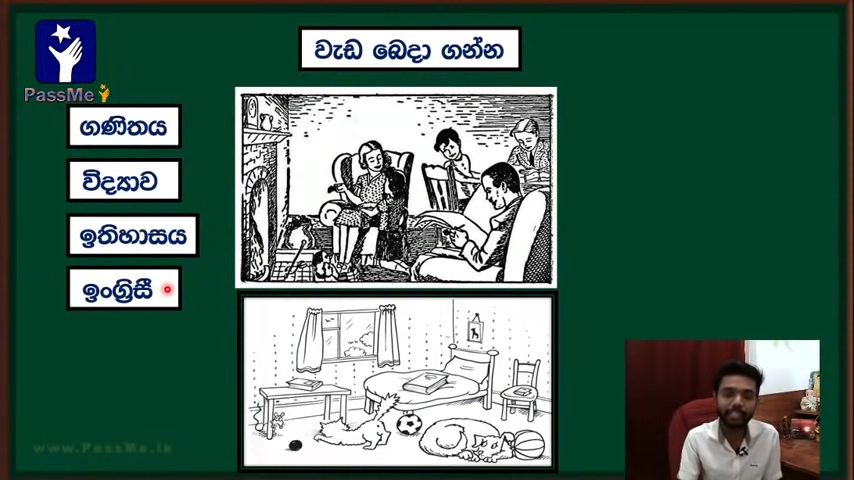 වැඩ බෙදා ගන්න
PassMe
ගණිතය
විද්‍යාව
ඉතිහාසය
ඉංග්‍රිසී
www.PassMe.lk